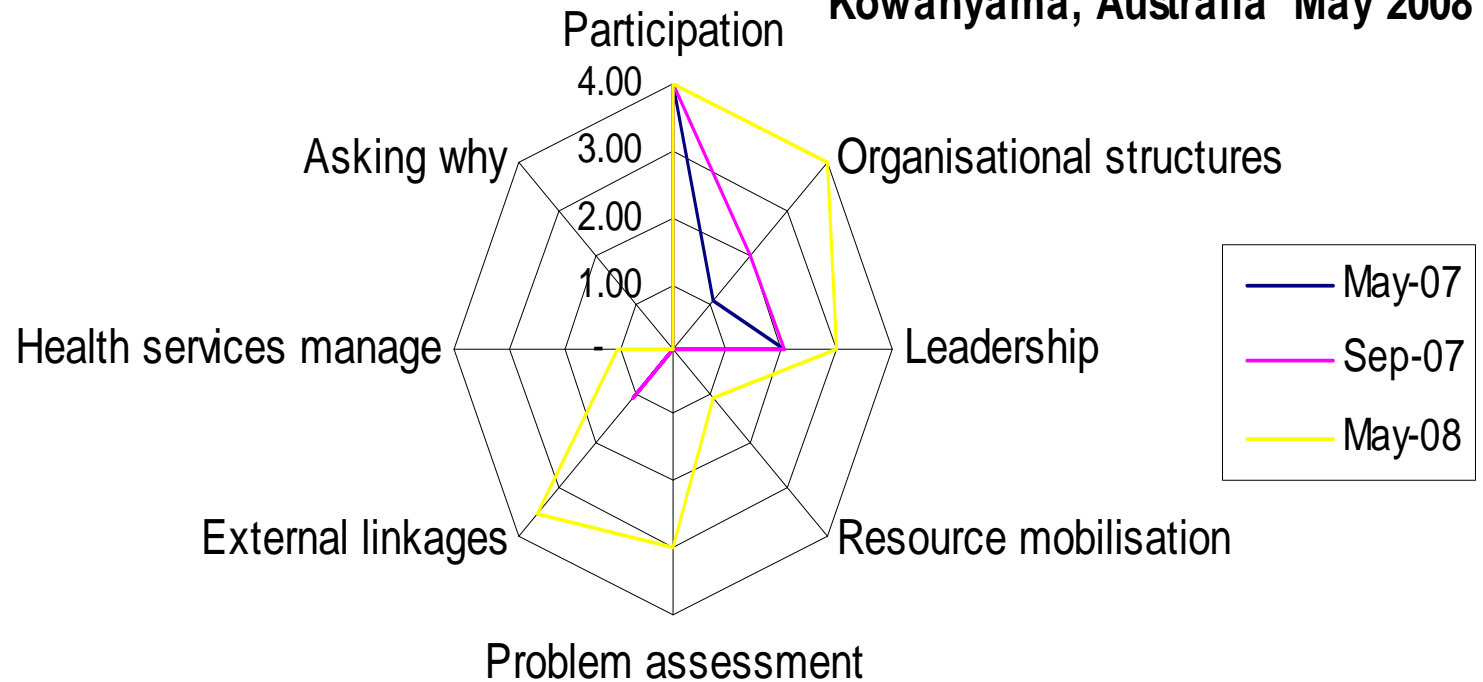 Kowanyama, Australia May 2008
Participation
4.00
3.00
2.00
1.00
-
Asking why
Organisational structures
Health services manage
Leadership
External linkages
Resource mobilisation
Problem assessment
May-07
Sep-07
May-08